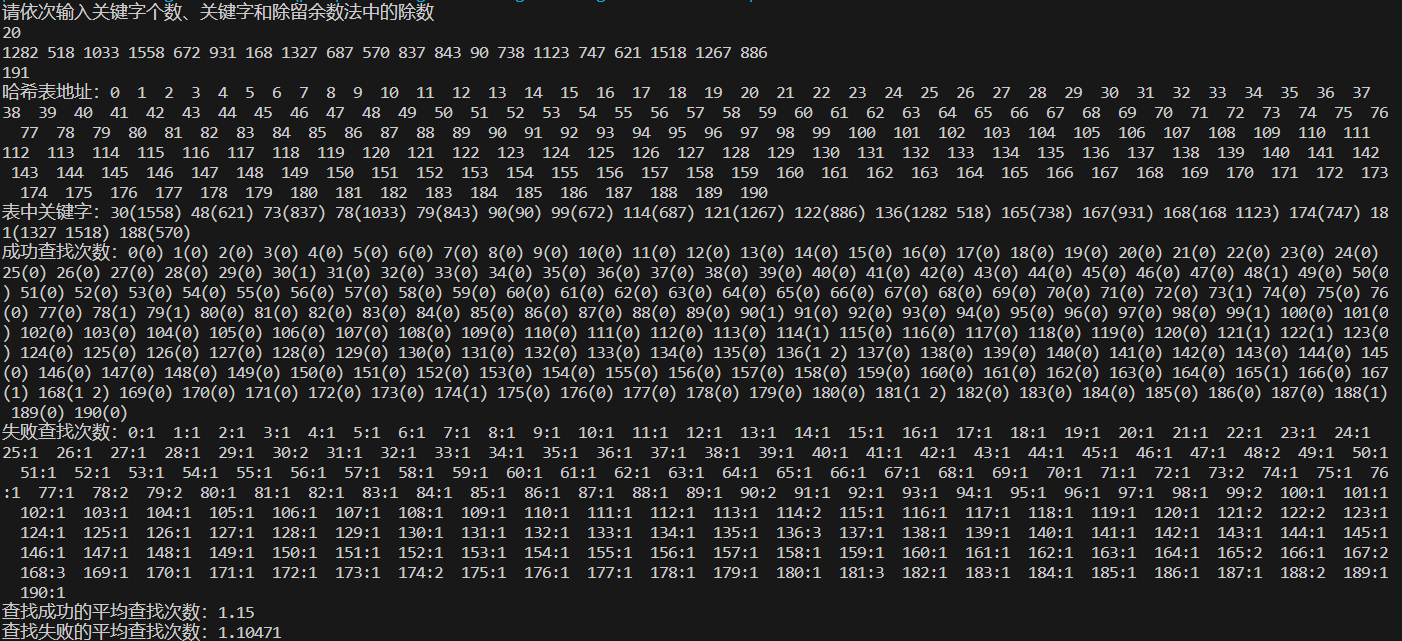 请依次输入关键字个数、关键字和除留余数法中的除数
20
1282 518 1033 1558 672 931 168 1327 687 570 837 843 90 738 1123 747 621 1518 1267 886
191
哈希表地址：0  1  2  3  4  5  6  7  8  9  10  11  12  13  14  15  16  17  18  19  20  21  22  23  24  25  26  27  28  29  30  31  32  33  34  35  36  37
38  39  40  41  42  43  44  45  46  47  48  49  50  51  52  53  54  55  56  57  58  59  60  61  62  63  64  65  66  67  68  69  70  71  72  73  74  75  76
77  78  79  80  81  82  83  84  85  86  87  88  89  90  91  92  93  94  95  96  97  98  99  100  101  102  103  104  105  106  107  108  109  110  111
112  113  114  115  116  117  118  119  120  121  122  123  124  125  126  127  128  129  130  131  132  133  134  135  136  137  138  139  140  141  142
143  144  145  146  147  148  149  150  151  152  153  154  155  156  157  158  159  160  161  162  163  164  165  166  167  168  169  170  171  172  173
174  175  176  177  178  179  180  181  182  183  184  185  186  187  188  189  190
表中关键字：30(1558) 48(621) 73(837) 78(1033) 79(843) 90(90) 99(672) 114(687) 121(1267) 122(886) 136(1282 518) 165(738) 167(931) 168(168 1123) 174(747) 18
1(1327 1518) 188(570)
成功查找次数：0(0) 1(0) 2(0) 3(0) 4(0) 5(0) 6(0) 7(0) 8(0) 9(0) 10(0) 11(0) 12(0) 13(0) 14(0) 15(0) 16(0) 17(0) 18(0) 19(0) 20(0) 21(0) 22(0) 23(0) 24(0)
25(0) 26(0) 27(0) 28(0) 29(0) 30(1) 31(0) 32(0) 33(0) 34(0) 35(0) 36(0) 37(0) 38(0) 39(0) 40(0) 41(0) 42(0) 43(0) 44(0) 45(0) 46(0) 47(0) 48(1) 49(0) 50(0
) 51(0) 52(0) 53(0) 54(0) 55(0) 56(0) 57(0) 58(0) 59(0) 60(0) 61(0) 62(0) 63(0) 64(0) 65(0) 66(0) 67(0) 68(0) 69(0) 70(0) 71(0) 72(0) 73(1) 74(0) 75(0) 76
(0) 77(0) 78(1) 79(1) 80(0) 81(0) 82(0) 83(0) 84(0) 85(0) 86(0) 87(0) 88(0) 89(0) 90(1) 91(0) 92(0) 93(0) 94(0) 95(0) 96(0) 97(0) 98(0) 99(1) 100(0) 101(0
) 102(0) 103(0) 104(0) 105(0) 106(0) 107(0) 108(0) 109(0) 110(0) 111(0) 112(0) 113(0) 114(1) 115(0) 116(0) 117(0) 118(0) 119(0) 120(0) 121(1) 122(1) 123(0
) 124(0) 125(0) 126(0) 127(0) 128(0) 129(0) 130(0) 131(0) 132(0) 133(0) 134(0) 135(0) 136(1 2) 137(0) 138(0) 139(0) 140(0) 141(0) 142(0) 143(0) 144(0) 145
(0) 146(0) 147(0) 148(0) 149(0) 150(0) 151(0) 152(0) 153(0) 154(0) 155(0) 156(0) 157(0) 158(0) 159(0) 160(0) 161(0) 162(0) 163(0) 164(0) 165(1) 166(0) 167
(1) 168(1 2) 169(0) 170(0) 171(0) 172(0) 173(0) 174(1) 175(0) 176(0) 177(0) 178(0) 179(0) 180(0) 181(1 2) 182(0) 183(0) 184(0) 185(0) 186(0) 187(0) 188(1)
189(0) 190(0)
失败查找次数：0:1  1:1  2:1  3:1  4:1  5:1  6:1  7:1  8:1  9:1  10:1  11:1  12:1  13:1  14:1  15:1  16:1  17:1  18:1  19:1  20:1  21:1  22:1  23:1  24:1
25:1  26:1  27:1  28:1  29:1  30:2  31:1  32:1  33:1  34:1  35:1  36:1  37:1  38:1  39:1  40:1  41:1  42:1  43:1  44:1  45:1  46:1  47:1  48:2  49:1  50:1
51:1  52:1  53:1  54:1  55:1  56:1  57:1  58:1  59:1  60:1  61:1  62:1  63:1  64:1  65:1  66:1  67:1  68:1  69:1  70:1  71:1  72:1  73:2  74:1  75:1  76
:1  77:1  78:2  79:2  80:1  81:1  82:1  83:1  84:1  85:1  86:1  87:1  88:1  89:1  90:2  91:1  92:1  93:1  94:1  95:1  96:1  97:1  98:1  99:2  100:1  101:1
102:1  103:1  104:1  105:1  106:1  107:1  108:1  109:1  110:1  111:1  112:1  113:1  114:2  115:1  116:1  117:1  118:1  119:1  120:1  121:2  122:2  123:1
124:1  125:1  126:1  127:1  128:1  129:1  130:1  131:1  132:1  133:1  134:1  135:1  136:3  137:1  138:1  139:1  140:1  141:1  142:1  143:1  144:1  145:1
146:1  147:1  148:1  149:1  150:1  151:1  152:1  153:1  154:1  155:1  156:1  157:1  158:1  159:1  160:1  161:1  162:1  163:1  164:1  165:2  166:1  167:2
168:3  169:1  170:1  171:1  172:1  173:1  174:2  175:1  176:1  177:1  178:1  179:1  180:1  181:3  182:1  183:1  184:1  185:1  186:1  187:1  188:2  189:1
190:1
查找成功的平均查找次数：1.15
查找失败的平均查找次数：1.10471